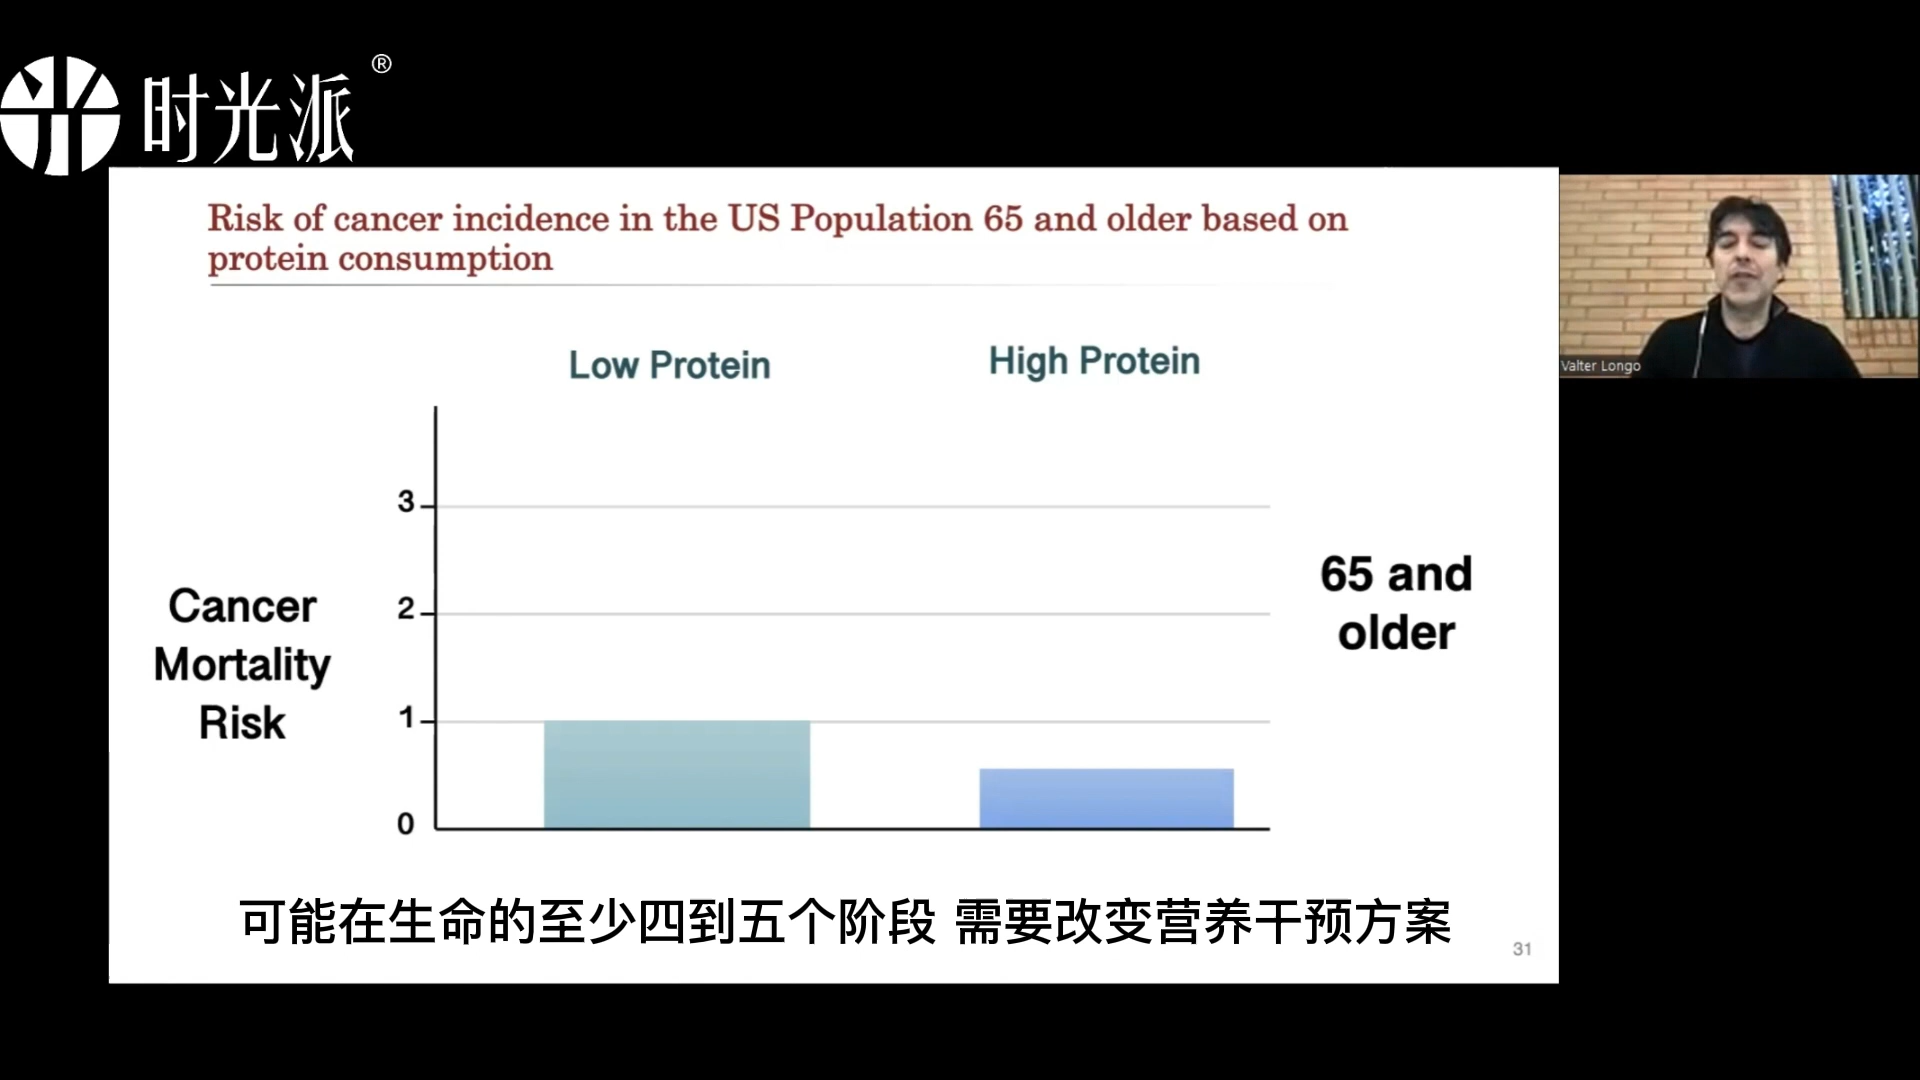 时光派®
Risk of cancer incidence in the US Population 65 and older based on
protein consumption
Low Protein
High Protein
3
2
1
0
Cancer
Mortality
Risk
65 and
older
Valter Longo
可能在生命的至少四到五个阶段 需要改变营养干预方案
31